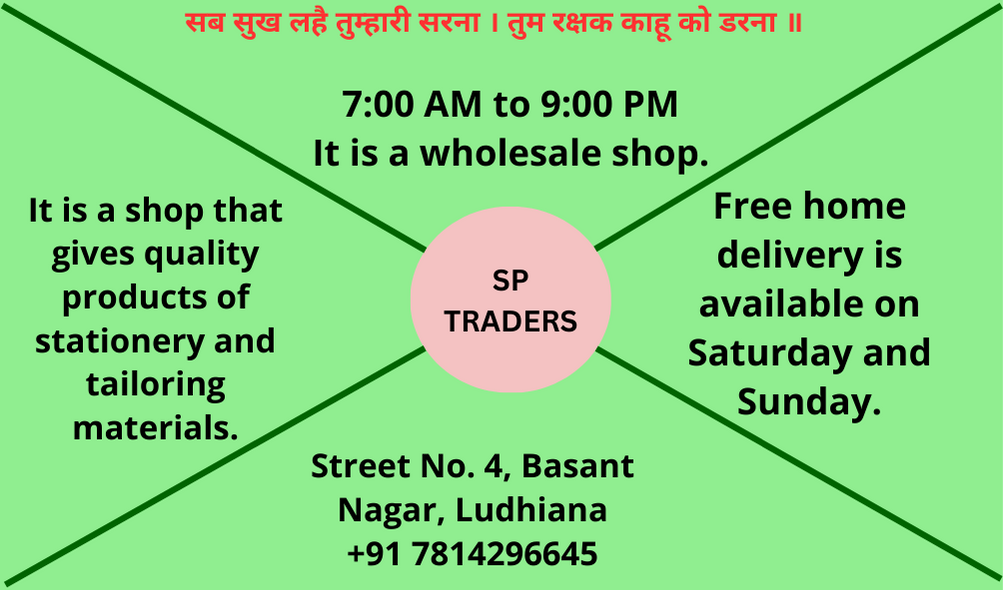 सब सुख लहै तुम्हारी सरना । तुम रक्षक काहू को डरना ॥
7:00 AM to 9:00 PM
It is a wholesale shop.
It is a shop that
gives quality
products of
stationery and
tailoring
materials.
SP
TRADERS
Free home
delivery is
available on
Saturday and
Sunday.
Street No. 4, Basant
Nagar, Ludhiana
+91 7814296645